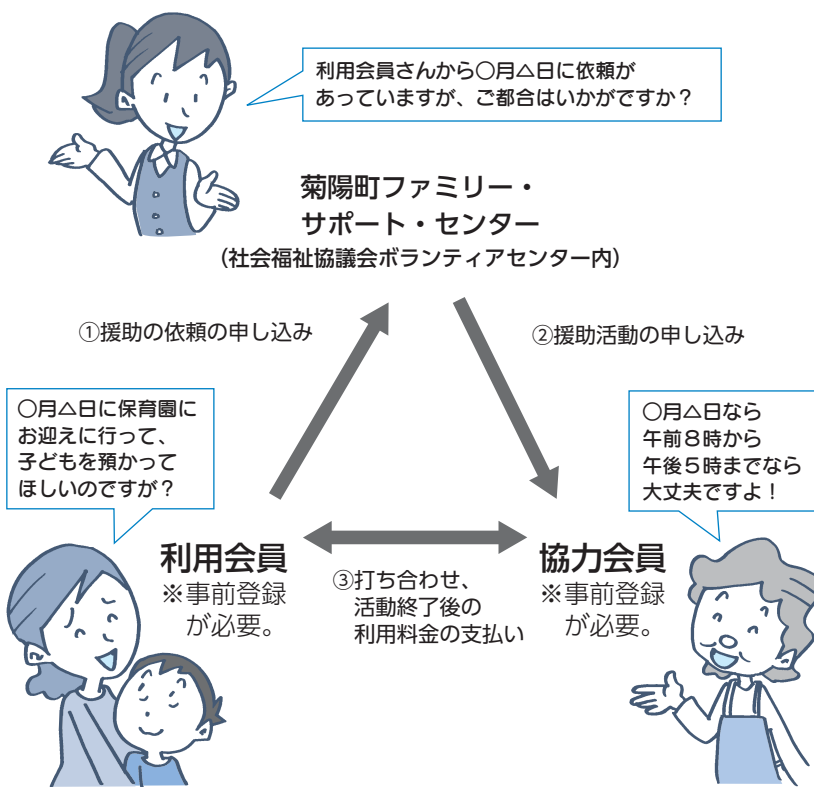 利用会員さんから○月△日に依頼が
あっていますが、ご都合はいかがですか？
菊陽町ファミリー・
サポート・センター
（社会福祉協議会ボランティアセンター内）
①援助の依頼の申し込み
②援助活動の申し込み
○月△日に保育園に
お迎えに行って、
子どもを預かって
ほしいのですが？
○月△日なら
午前８時から
午後５時までなら
大丈夫ですよ！
利用会員
※事前登録
が必要。
③打ち合わせ、
活動終了後の
利用料金の支払い
協力会員
※事前登録
が必要。